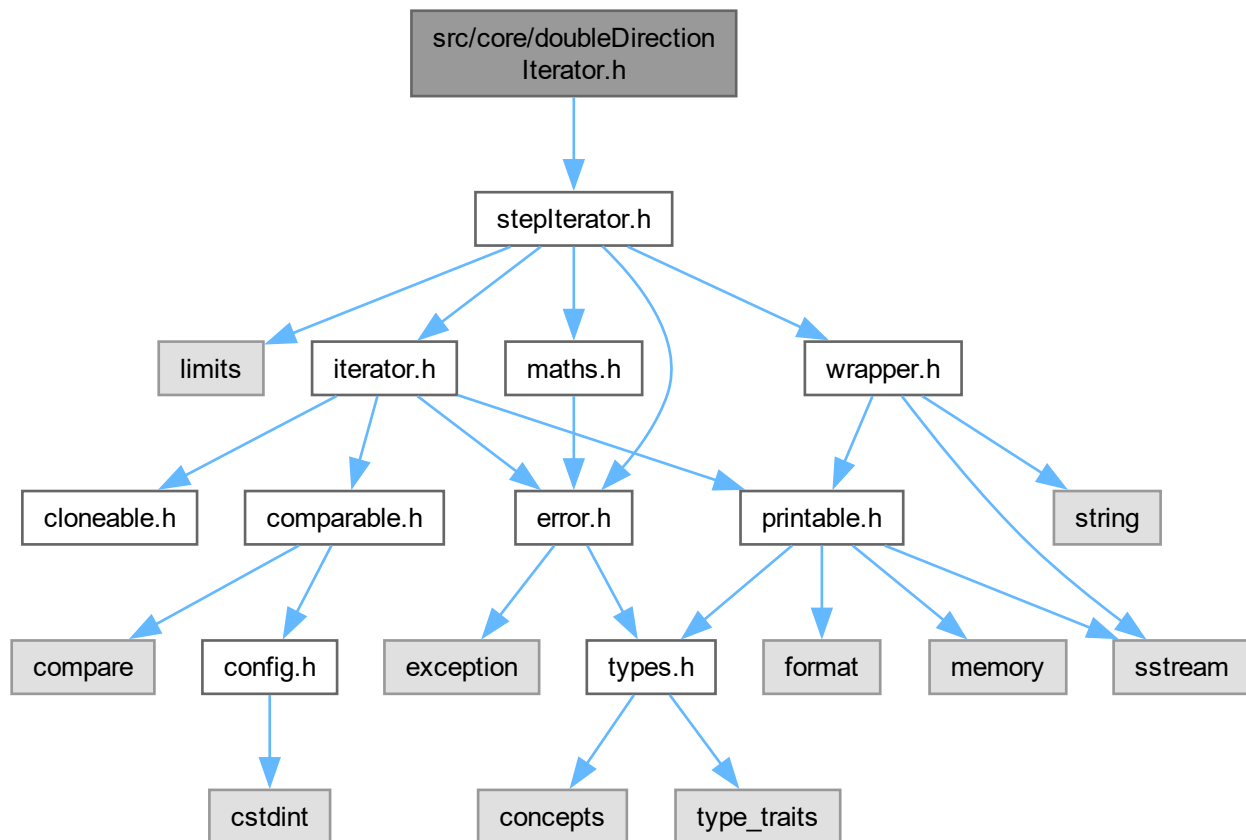 src/core/doubleDirection
Iterator.h
stepIterator.h
limits
iterator.h
maths.h
wrapper.h
cloneable.h
comparable.h
error.h
printable.h
string
compare
config.h
exception
types.h
format
memory
sstream
cstdint
concepts
type_traits